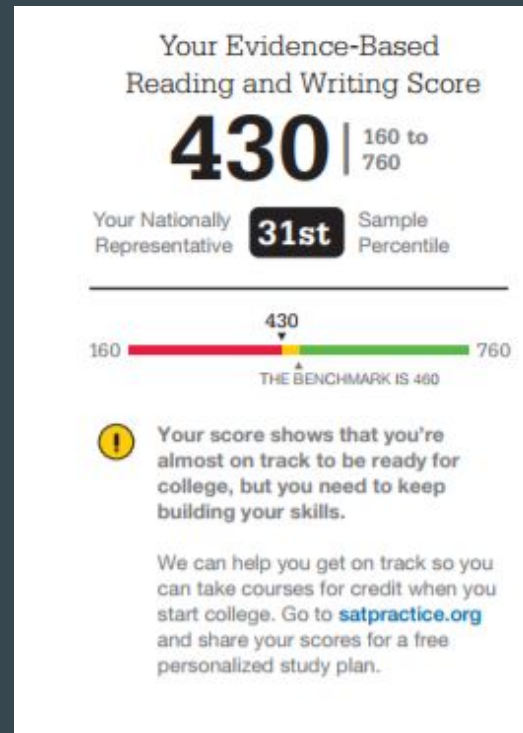 Your Evidence-Based
Reading and Writing Score
430 | 160 to
760
Your Nationally
Representative
31st
Sample
Percentile
430
160
760
THE BENCHMARK IS 460
!
Your score shows that you're
almost on track to be ready for
college, but you need to keep
building your skills.
We can help you get on track so you
can take courses for credit when you
start college. Go to satpractice.org
and share your scores for a free
personalized study plan.